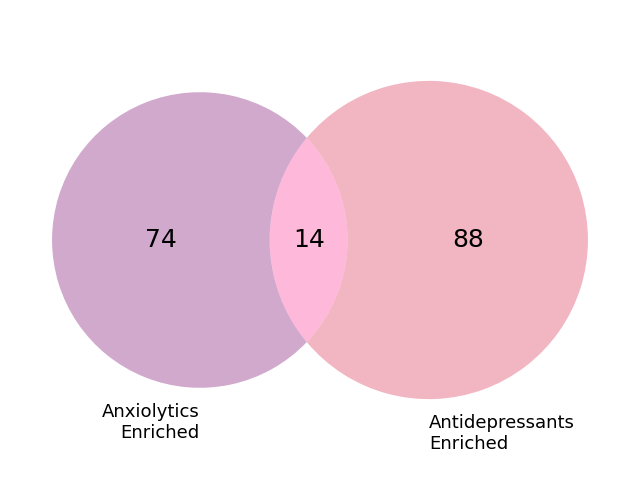 74
14
88
Anxiolytics
Enriched
Antidepressants
Enriched